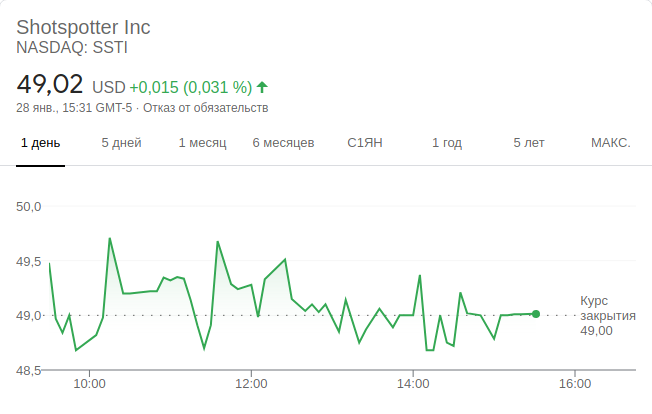 Shotspotter Inc
NASDAQ: SSTI
49,02 USD +0,015 (0,031 %)
28 янв., 15:31 GMT-5 · Отказ от обязательств
1 день 5 дней 1 месяц 6 месяцев С1ЯН 1 год 5 лет МАКС.
50,0
49,5
49,0
48,5
Курс
закрытия
49,00
10:00 12:00 14:00 16:00